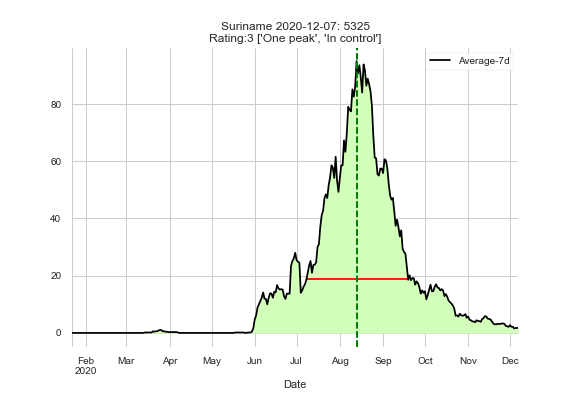 Suriname 2020-12-07: 5325
Rating:3 ['One peak', 'In control']
Average-7d
80
60
40
20
0
Feb Mar Apr May Jun Jul Aug Sep Oct Nov Dec
2020
Date